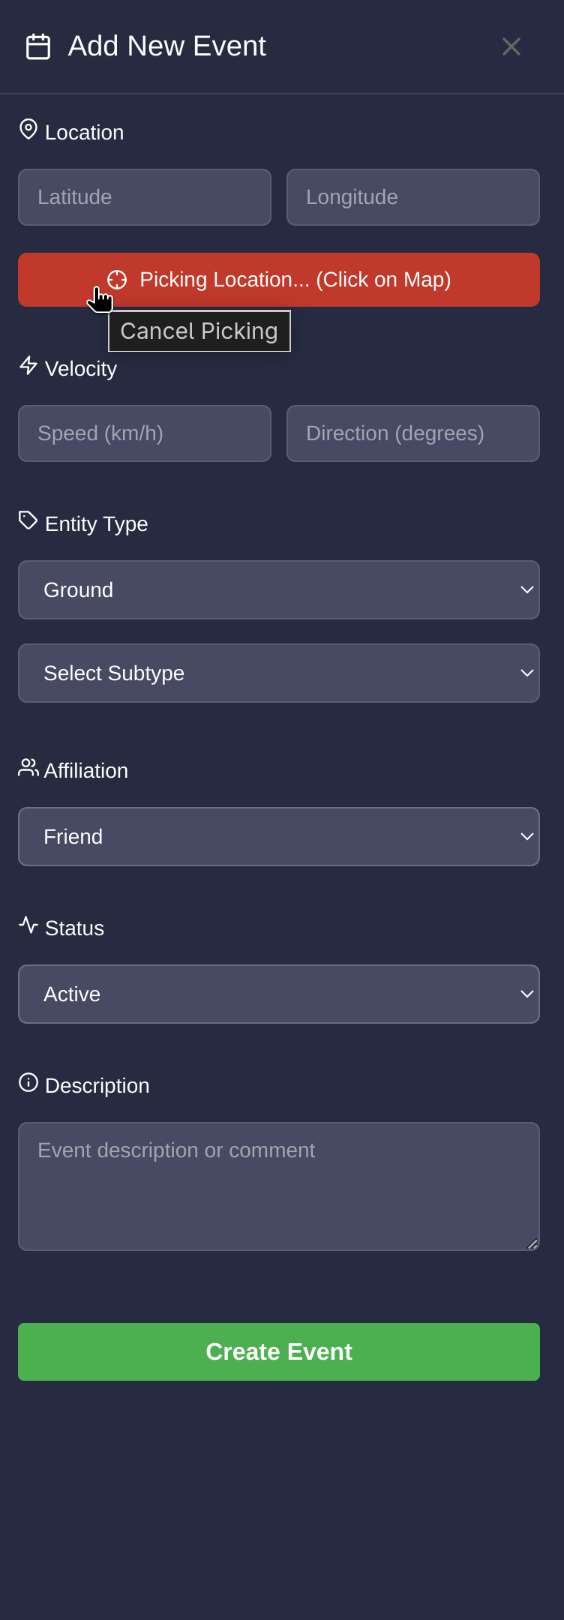 Add New Event
Location
Latitude
Longitude
Picking Location... (Click on Map)
Cancel Picking
Velocity
Speed (km/h)
Direction (degrees)
Entity Type
Ground
Select Subtype
Affiliation
Friend
Status
Active
Description
Event description or comment
Create Event